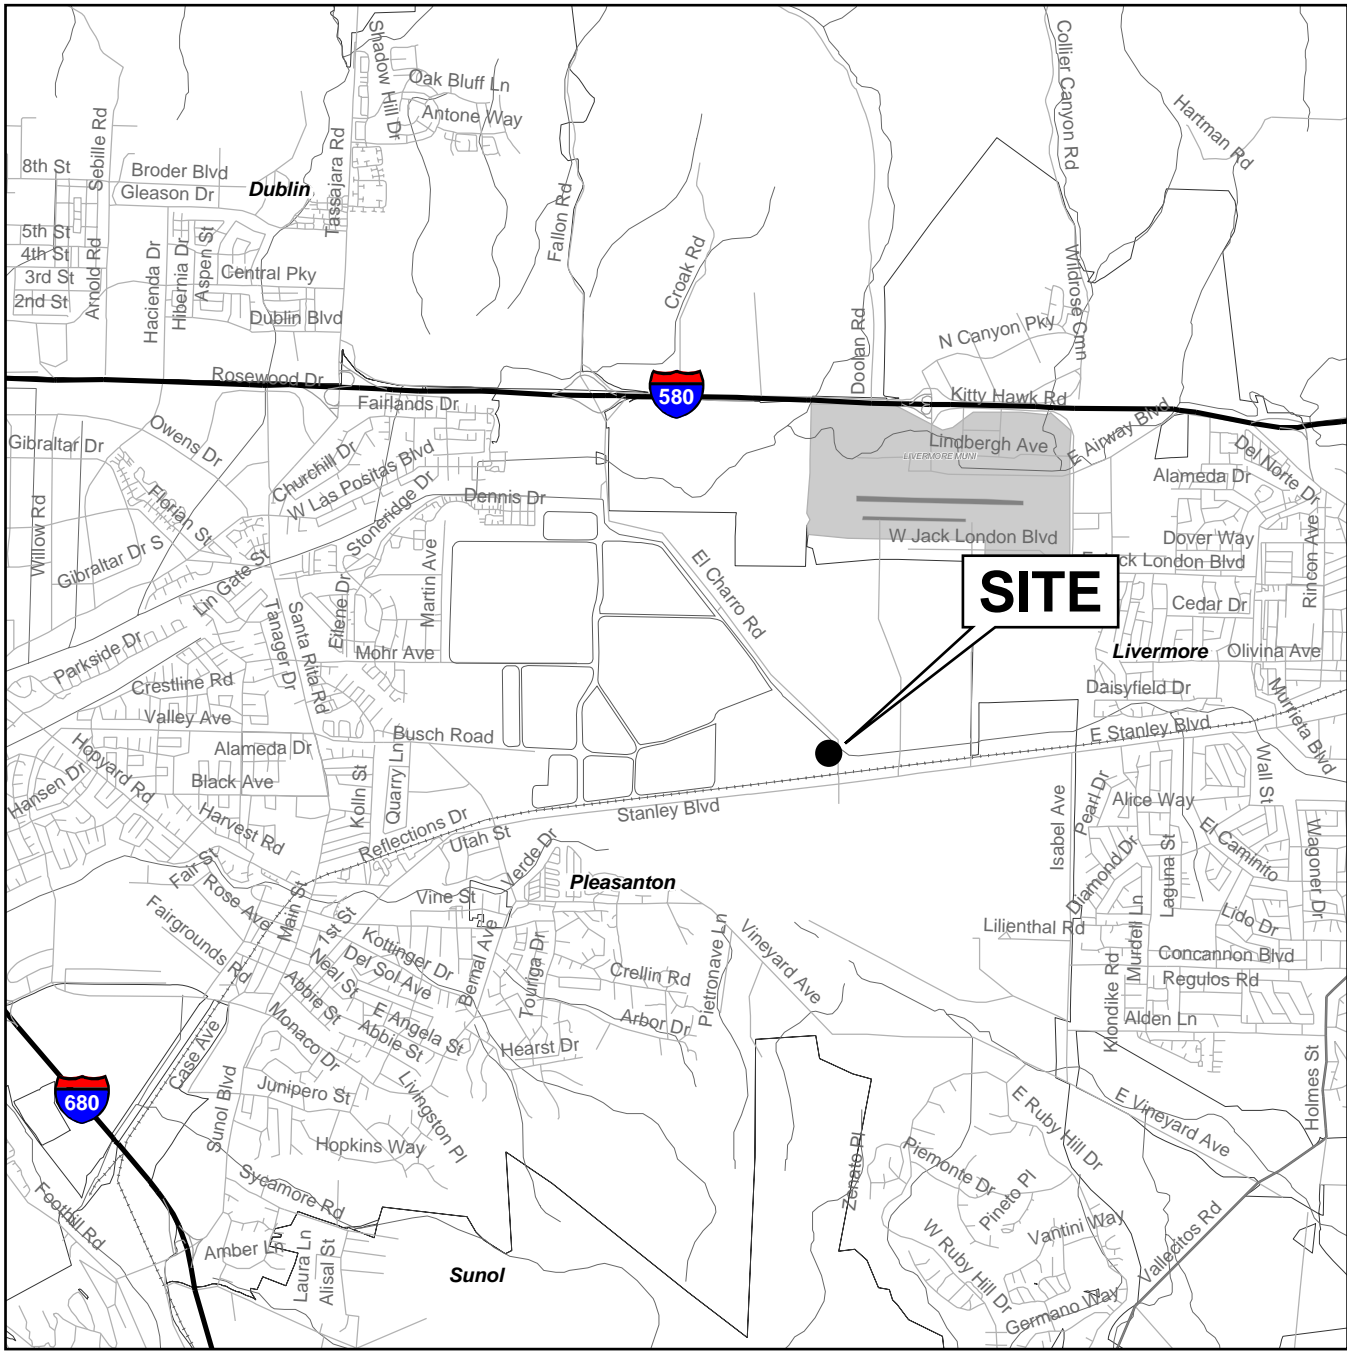 Shadow Hill Dr
Oak Bluff Ln
Antone Way
Collier Canyon Rd
Hartman Rd
Sebille Rd
8th St
Broder Blvd
Gleason Dr
Dublin
Tassajara Rd
Fallon Rd
5th St
4th St
3rd St
2nd St
Arnold Rd
Hacienda Dr
Hibernia Dr
Aspen St
Central Pky
Dublin Blvd
Croak Rd
Doolan Rd
N Canyon Pky
Wildrose Cmn
Rosewood Dr
580
Kitty Hawk Rd
Fairlands Dr
Gibraltar Dr
Owens Dr
Churchill Dr
W Las Positas Blvd
Lindbergh Ave
LIVERMORE MUNI
E Airway Blvd
Del Norte Dr
Alameda Dr
Willow Rd
Florian St
Stoneridge Dr
Dennis Dr
W Jack London Blvd
Dover Way
Rincon Ave
Gibraltar Dr S
Lin Gate St
Martin Ave
El Charro Rd
ck London Blvd
SITE
Cedar Dr
Parkside Dr
Tanager Dr
Santa Rita Rd
Eilene Dr
Mohr Ave
Livermore
Olivina Ave
Crestline Rd
Daisyfield Dr
Murrieta Blvd
Valley Ave
Busch Road
E Stanley Blvd
Hopyard Rd
Alameda Dr
Hansen Dr
Black Ave
Kolln St
Quarry Ln
Wall St
Pearl Dr
Alice Way
Isabel Ave
Stanley Blvd
Harvest Rd
Reflections Dr
Utah St
Verde Dr
El Caminito
Wagoner Dr
Diamond Dr
Laguna St
Fair St
Rose Ave
Pleasanton
Vine St
Main St
1st St
Fairgrounds Rd
Lilienthal Rd
Murdell Ln
Lido Dr
Kottinger Dr
Del Sol Ave
Neal St
Bernal Ave
Touriga Dr
Crellin Rd
Pietronave Ln
Vineyard Ave
Concannon Blvd
Regulos Rd
Klondike Rd
Abbie St
E Angela St
Abbie St
Monaco Dr
Arbor Dr
Hearst Dr
Alden Ln
Case Ave
680
Sunol Blvd
Junipero St
Livingston Pl
Holmes St
E Ruby Hill Dr
E Vineyard Ave
Hopkins Way
Zenato Pl
Piemonte Dr
Pineto Pl
Foothill Rd
Sycamore Rd
Vantini Way
Vallecitos Rd
Amber Ln
Laura Ln
Alisal St
Sunol
W Ruby Hill Dr
Germano Way